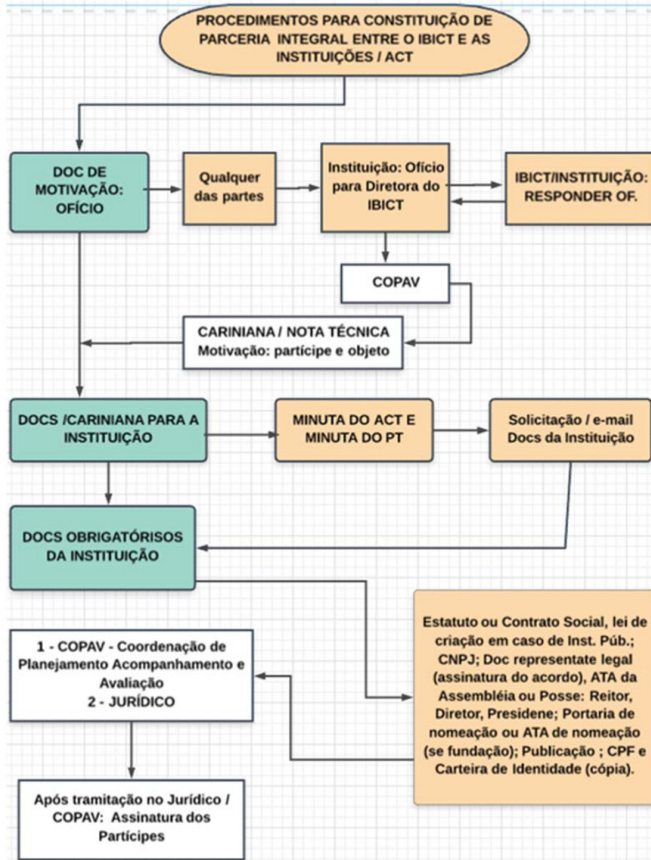 PROCEDIMENTOS PARA CONSTITUIÇÃO DE
PARCERIA INTEGRAL ENTRE O IBICT E AS
INSTITUIÇÕES / ACT
DOC DE
MOTIVAÇÃO:
OFÍCIO
Qualquer
das partes
Instituição: Ofício
para Diretora do
IBICT
IBICT/INSTITUIÇÃO:
RESPONDER OF.
COPAV
CARINIANA / NOTA TÉCNICA
Motivação: partícipe e objeto
DOCS /CARINIANA PARA A
INSTITUIÇÃO
MINUTA DO ACT E
MINUTA DO PT
Solicitação / e-mail
Docs da Instituição
DOCS OBRIGATÓRISOS
DA INSTITUIÇÃO
Estatuto ou Contrato Social, lei de
criação em caso de Inst. Púb.;
CNPJ; Doc representate legal
(assinatura do acordo), ATA da
Assembléia ou Posse: Reitor,
Diretor, Presidene; Portaria de
nomeação ou ATA de nomeação
(se fundação); Publicação ; CPF e
Carteira de Identidade (cópia).
1 - COPAV - Coordenação de
Planejamento Acompanhamento e
Avaliação
2 - JURÍDICO
Após tramitação no Jurídico /
COPAV: Assinatura dos
Partícipes